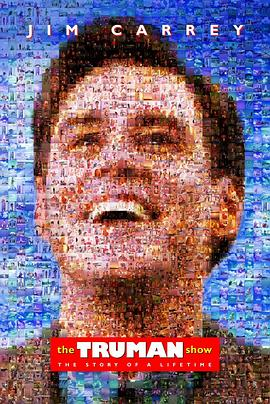 JIM CARREY
the TRUMAN show
THE STORY OF A LIFETIME